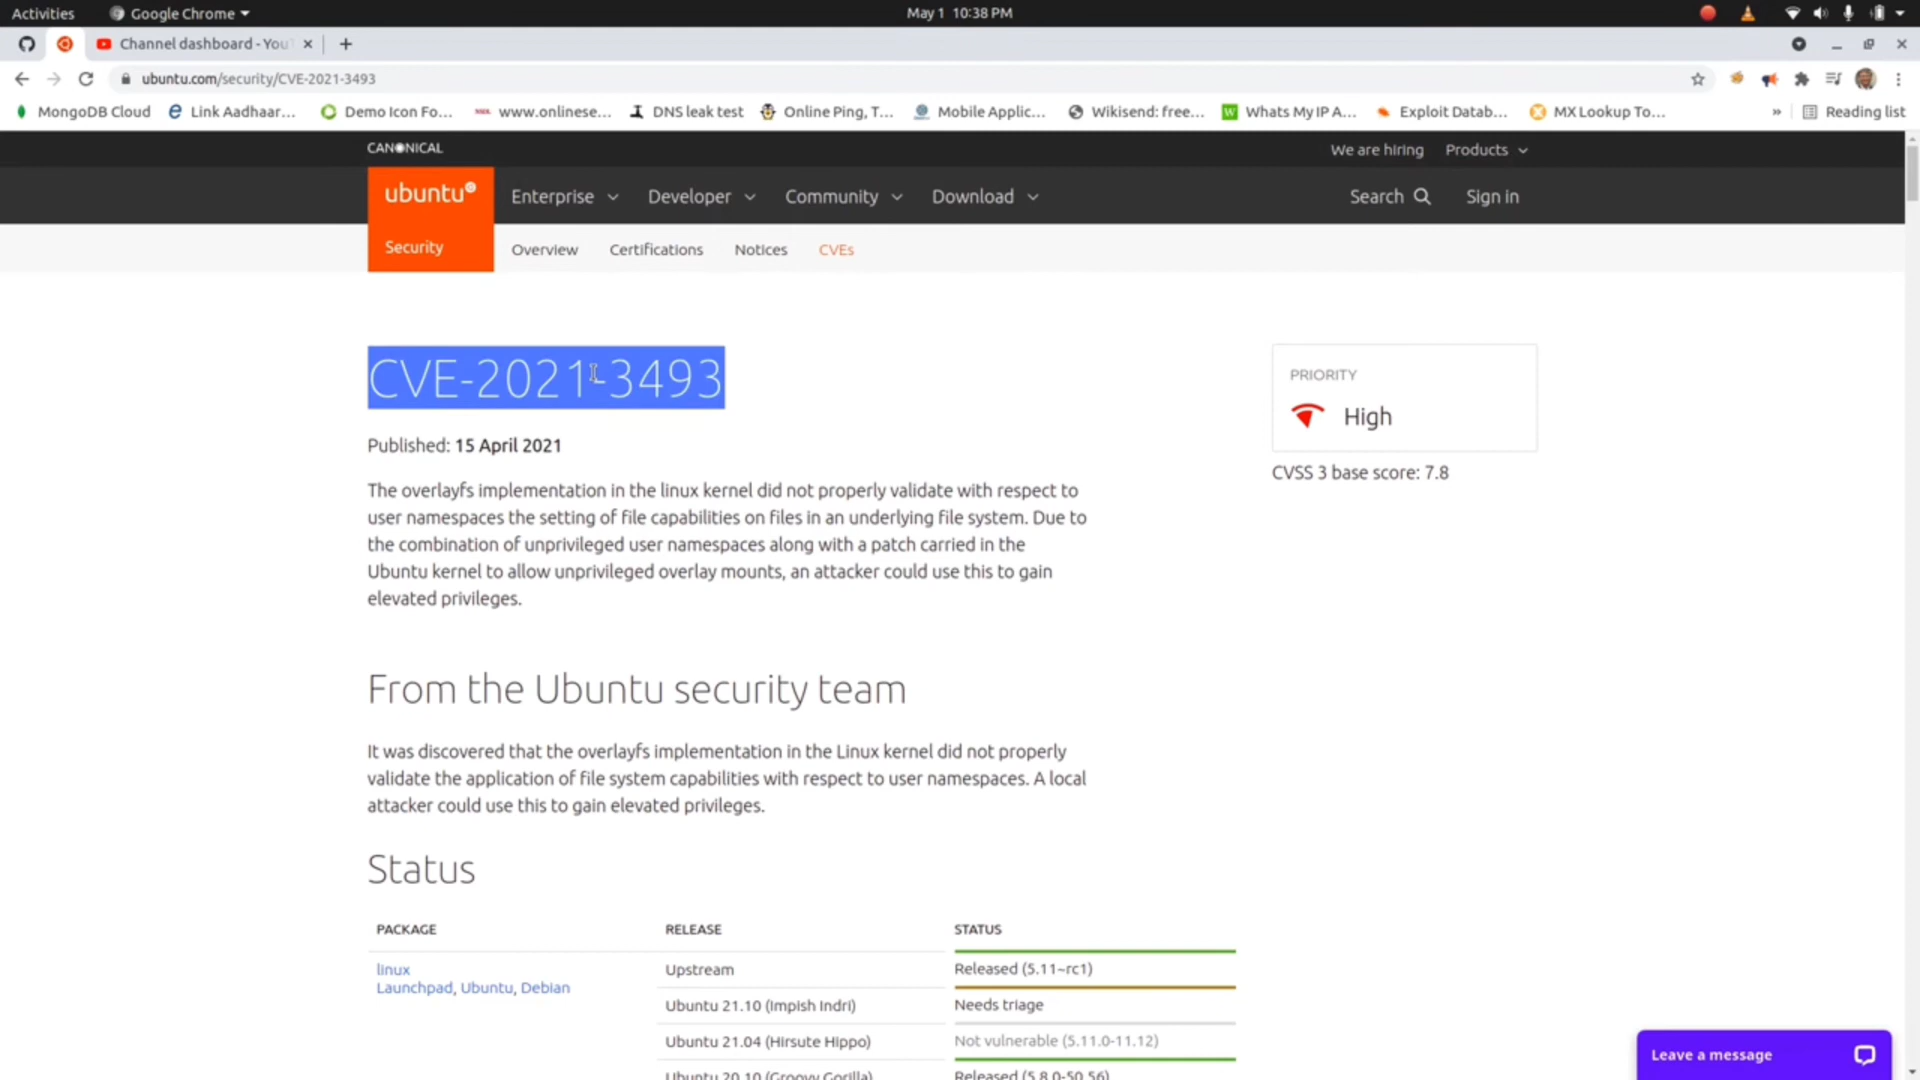 Activities
Google Chrome
May 1 10:38 PM
Channel dashboard - You
ubuntu.com/security/CVE-2021-3493
MongoDB Cloud
Link Aadhaar...
Demo Icon Fo...
www.onlinese...
DNS leak test
Online Ping, T...
Mobile Applic...
Wikisend: free...
Whats My IP A...
Exploit Datab...
MX Lookup To...
»
Reading list
CANONICAL
We are hiring
Products
ubuntu
Enterprise
Developer
Community
Download
Search
Sign in
Security
Overview
Certifications
Notices
CVEs
CVE-2021-3493
PRIORITY
High
CVSS 3 base score: 7.8
Published: 15 April 2021
The overlayfs implementation in the linux kernel did not properly validate with respect to
user namespaces the setting of file capabilities on files in an underlying file system. Due to
the combination of unprivileged user namespaces along with a patch carried in the
Ubuntu kernel to allow unprivileged overlay mounts, an attacker could use this to gain
elevated privileges.
From the Ubuntu security team
It was discovered that the overlayfs implementation in the Linux kernel did not properly
validate the application of file system capabilities with respect to user namespaces. A local
attacker could use this to gain elevated privileges.
Status
PACKAGE
RELEASE
STATUS
linux
Launchpad, Ubuntu, Debian
Upstream
Released (5.11~rc1)
Ubuntu 21.10 (Impish Indri)
Needs triage
Ubuntu 21.04 (Hirsute Hippo)
Not vulnerable (5.11.0-11.12)
Ubuntu 20.10 (Groovy Gorilla)
Released (5.8.0-50.56)
Leave a message